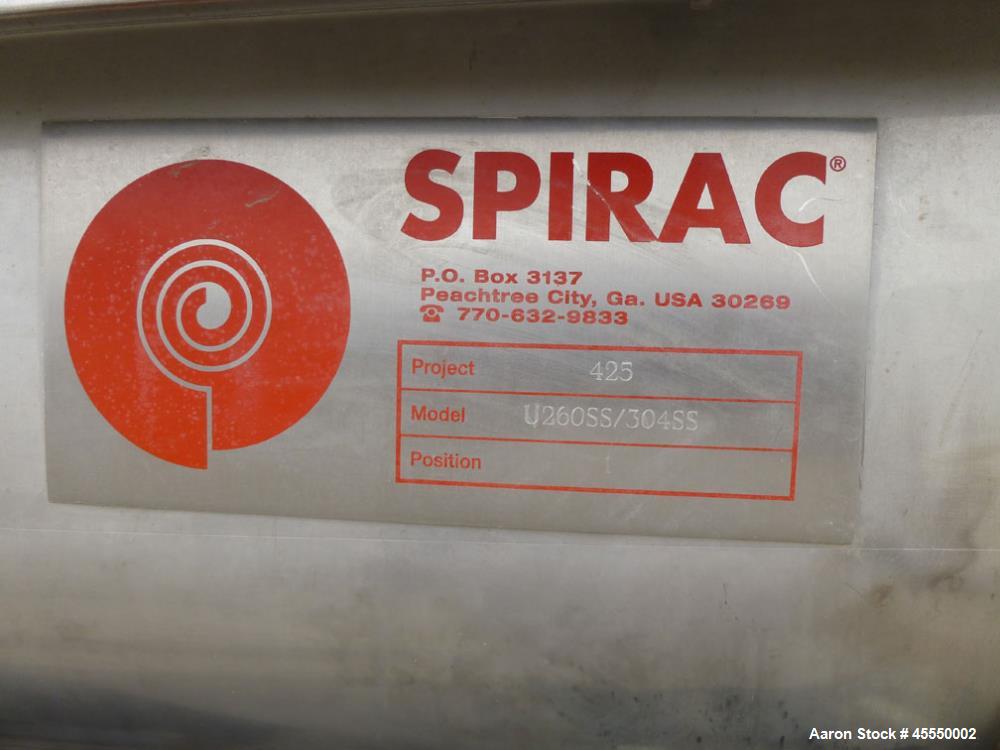 SPIRAC®
P.O. Box 3137
Peachtree City, Ga. USA 30269
☎ 770-632-9833
Project 425
Model U260SS/304SS
Position 1
Aaron Stock # 45550002